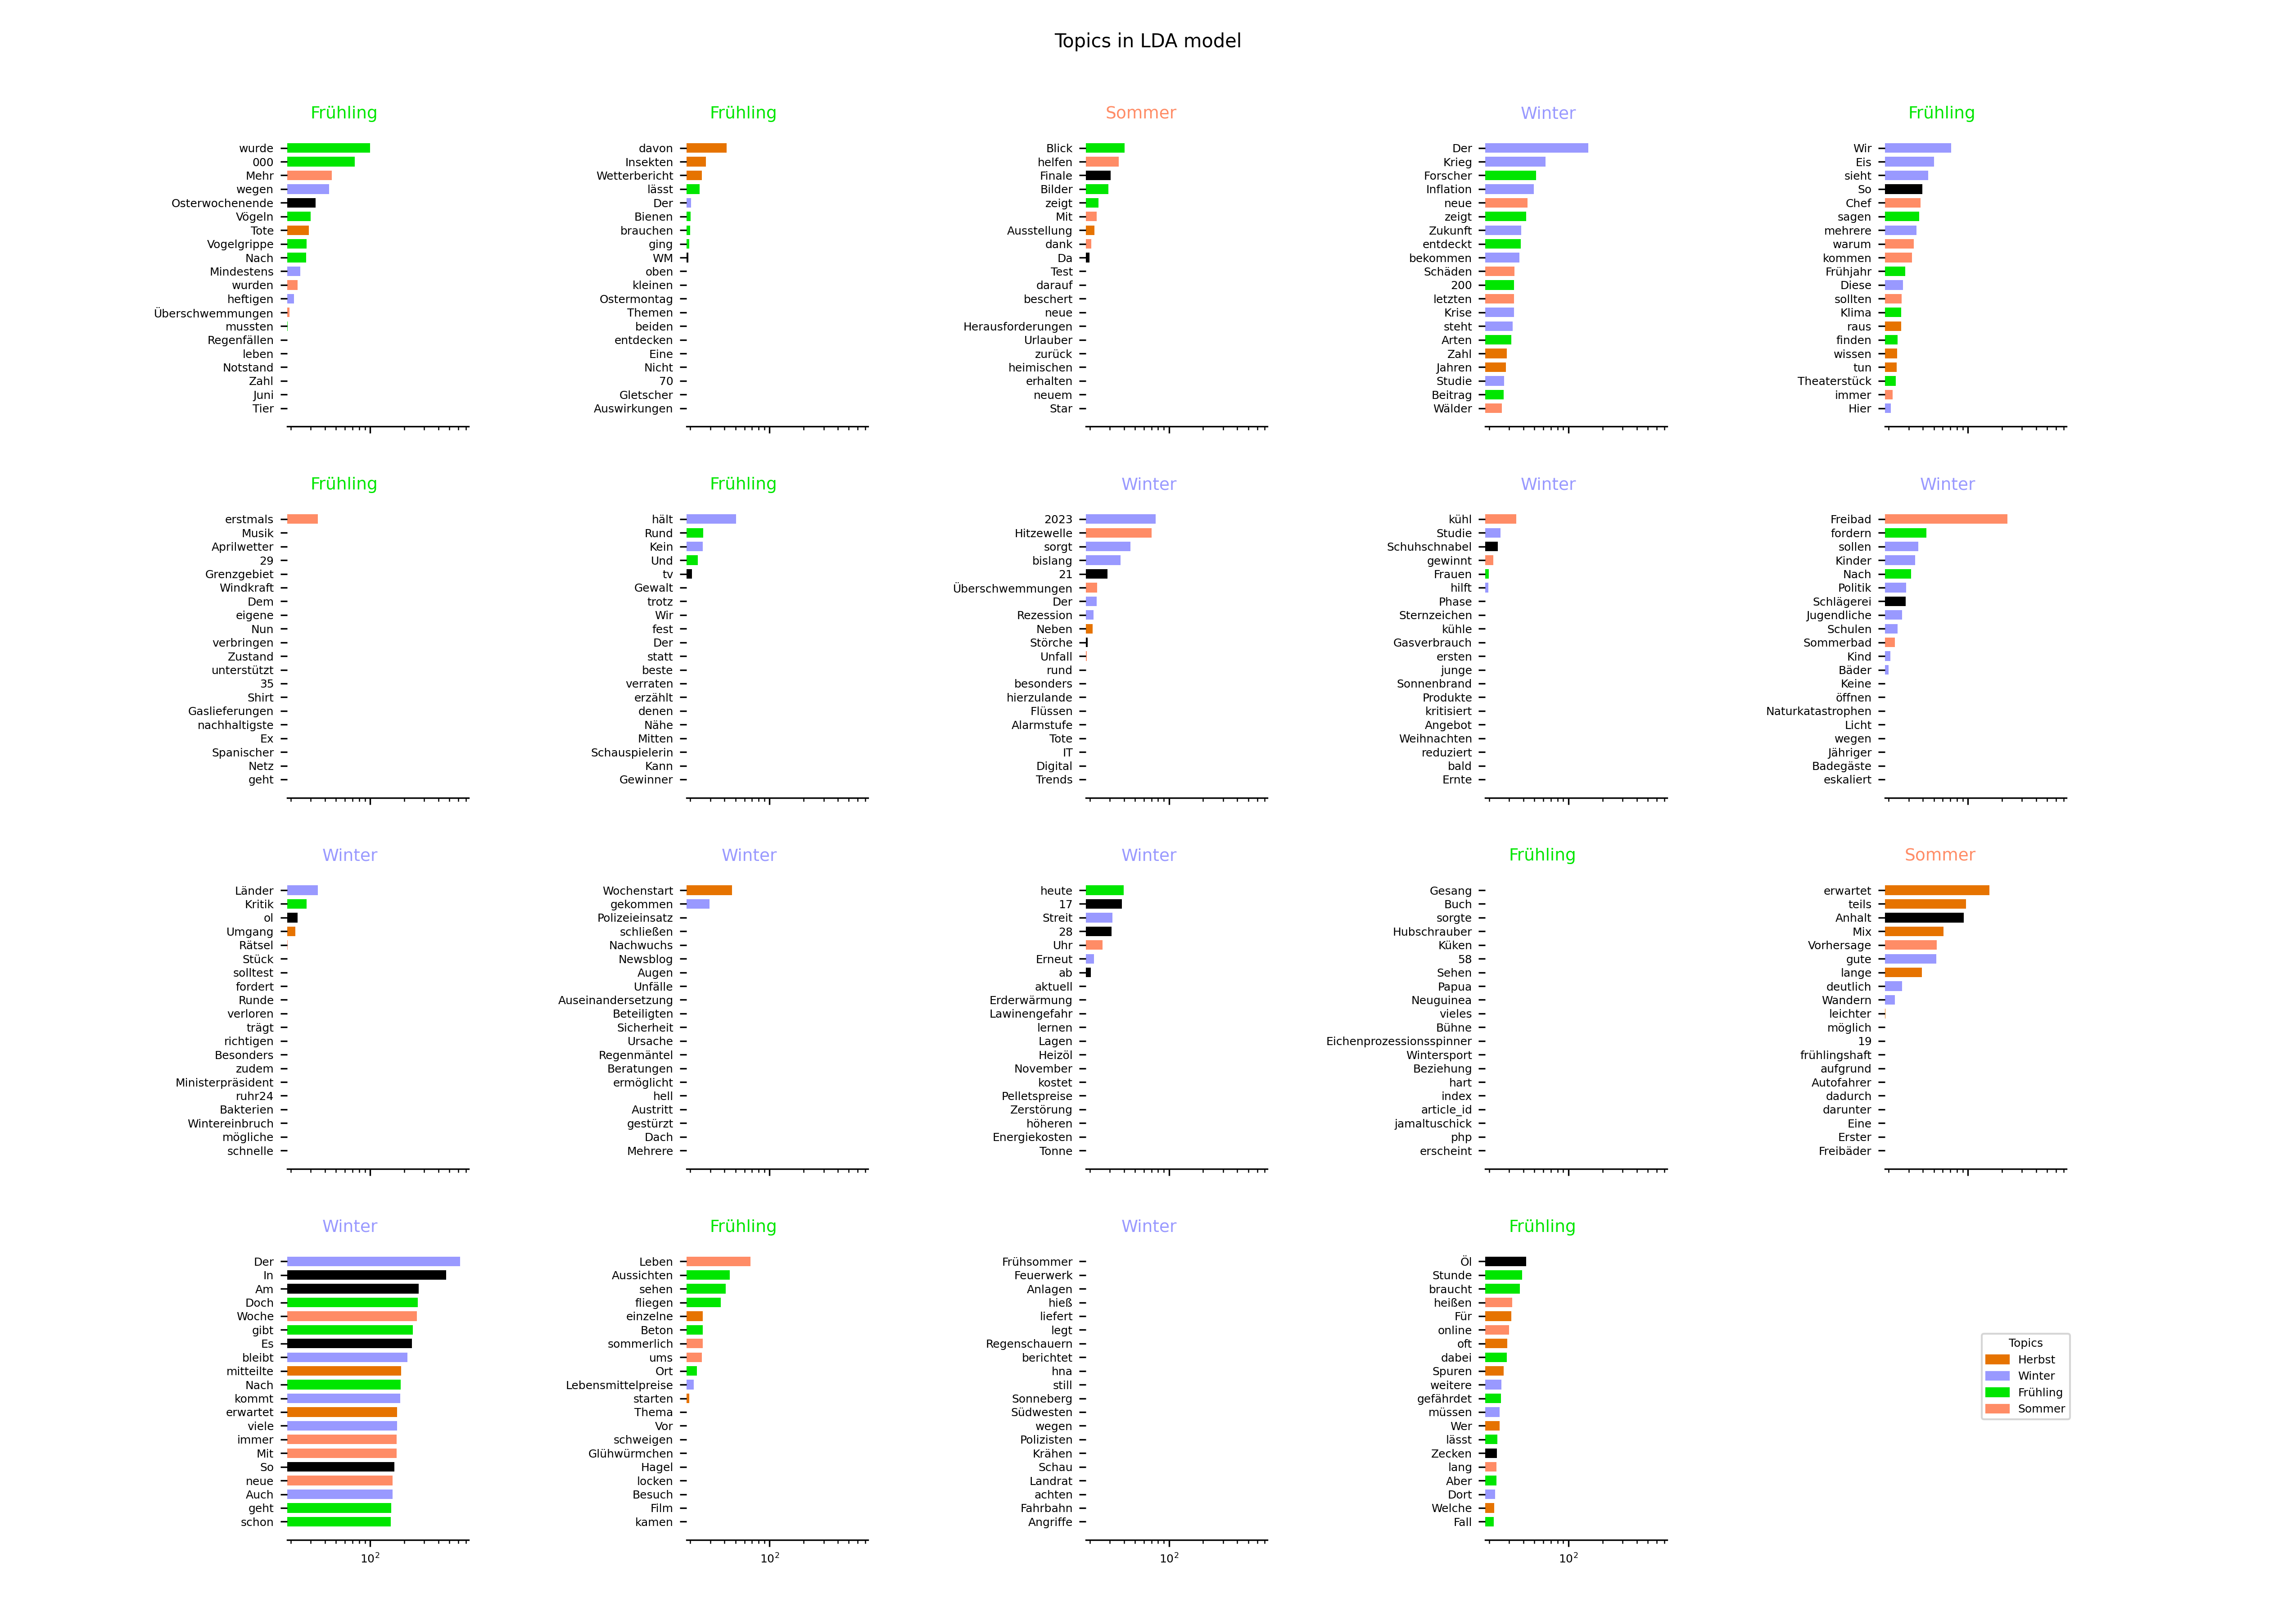 Topics in LDA model
Frühling
wurde
000
Mehr
wegen
Osterwochenende
Vögeln
Tote
Vogelgrippe
Nach
Mindestens
wurden
heftigen
Überschwemmungen
mussten
Regenfällen
leben
Notstand
Zahl
Juni
Tier
Frühling
davon
Insekten
Wetterbericht
lässt
Der
Bienen
brauchen
ging
WM
oben
kleinen
Ostermontag
Themen
beiden
entdecken
Eine
Nicht
70
Gletscher
Auswirkungen
Sommer
Blick
helfen
Finale
Bilder
zeigt
Mit
Ausstellung
dank
Da
Test
darauf
beschert
neue
Herausforderungen
Urlauber
zurück
heimischen
erhalten
neuem
Star
Winter
Der
Krieg
Forscher
Inflation
neue
zeigt
Zukunft
entdeckt
bekommen
Schäden
200
letzten
Krise
steht
Arten
Zahl
Jahren
Studie
Beitrag
Wälder
Frühling
Wir
Eis
sieht
So
Chef
sagen
mehrere
warum
kommen
Frühjahr
Diese
sollten
Klima
raus
finden
wissen
tun
Theaterstück
immer
Hier
Frühling
erstmals
Musik
Aprilwetter
29
Grenzgebiet
Windkraft
Dem
eigene
Nun
verbringen
Zustand
unterstützt
35
Shirt
Gaslieferungen
nachhaltigste
Ex
Spanischer
Netz
geht
Frühling
hält
Rund
Kein
Und
tv
Gewalt
trotz
Wir
fest
Der
statt
beste
verraten
erzählt
denen
Nähe
Mitten
Schauspielerin
Kann
Gewinner
Winter
2023
Hitzewelle
sorgt
bislang
21
Überschwemmungen
Der
Rezession
Neben
Störche
Unfall
rund
besonders
hierzulande
Flüssen
Alarmstufe
Tote
IT
Digital
Trends
Winter
kühl
Studie
Schuhschnabel
gewinnt
Frauen
hilft
Phase
Sternzeichen
kühle
Gasverbrauch
ersten
junge
Sonnenbrand
Produkte
kritisiert
Angebot
Weihnachten
reduziert
bald
Ernte
Winter
Freibad
fordern
sollen
Kinder
Nach
Politik
Schlägerei
Jugendliche
Schulen
Sommerbad
Kind
Bäder
Keine
öffnen
Naturkatastrophen
Licht
wegen
Jähriger
Badegäste
eskaliert
Winter
Länder
Kritik
ol
Umgang
Rätsel
Stück
solltest
fordert
Runde
verloren
trägt
richtigen
Besonders
zudem
Ministerpräsident
ruhr24
Bakterien
Wintereinbruch
mögliche
schnelle
Winter
Wochenstart
gekommen
Polizeieinsatz
schließen
Nachwuchs
Newsblog
Augen
Unfälle
Auseinandersetzung
Beteiligten
Sicherheit
Ursache
Regenmäntel
Beratungen
ermöglicht
hell
Austritt
gestürzt
Dach
Mehrere
Winter
heute
17
Streit
28
Uhr
Erneut
ab
aktuell
Erderwärmung
Lawinengefahr
lernen
Lagen
Heizöl
November
kostet
Pelletspreise
Zerstörung
höheren
Energiekosten
Tonne
Frühling
Gesang
Buch
sorgte
Hubschrauber
Küken
58
Sehen
Papua
Neuguinea
vieles
Bühne
Eichenprozessionsspinner
Wintersport
Beziehung
hart
index
article_id
jamaltuschick
php
erscheint
Sommer
erwartet
teils
Anhalt
Mix
Vorhersage
gute
lange
deutlich
Wandern
leichter
möglich
19
frühlingshaft
aufgrund
Autofahrer
dadurch
darunter
Eine
Erster
Freibäder
Winter
Der
In
Am
Doch
Woche
gibt
Es
bleibt
mitteilte
Nach
kommt
erwartet
viele
immer
Mit
So
neue
Auch
geht
schon
10²
Frühling
Leben
Aussichten
sehen
fliegen
einzelne
Beton
sommerlich
ums
Ort
Lebensmittelpreise
starten
Thema
Vor
schweigen
Glühwürmchen
Hagel
locken
Besuch
Film
kamen
10²
Winter
Frühsommer
Feuerwerk
Anlagen
hieß
liefert
legt
Regenschauern
berichtet
hna
still
Sonneberg
Südwesten
wegen
Polizisten
Krähen
Schau
Landrat
achten
Fahrbahn
Angriffe
10²
Frühling
Öl
Stunde
braucht
heißen
Für
online
oft
dabei
Spuren
weitere
gefährdet
müssen
Wer
lässt
Zecken
lang
Aber
Dort
Welche
Fall
10²
Topics
Herbst
Winter
Frühling
Sommer